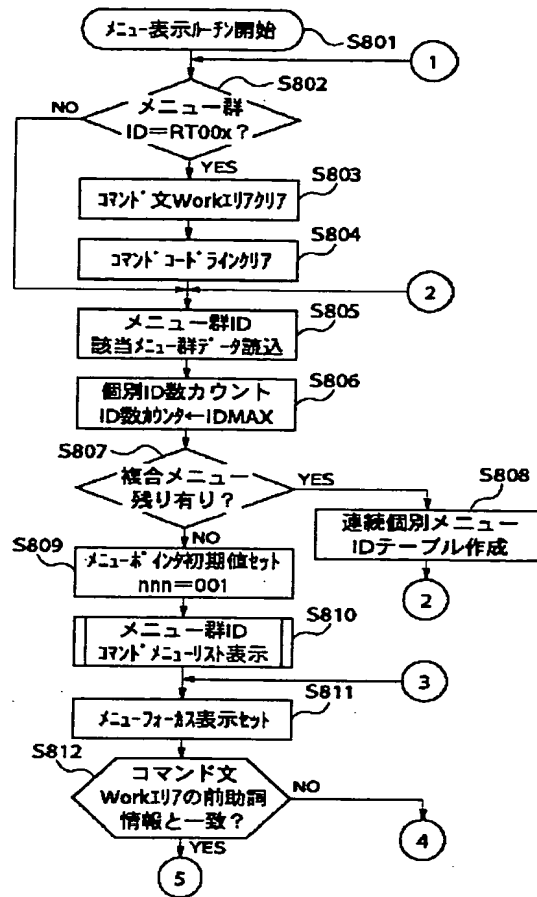 メニュー表示ルーチン開始
S801
1
S802
メニュー群
ID=RT00x?
NO
YES
S803
コマンド文Workエリアクリア
S804
コマンドコードラインクリア
2
S805
メニュー群ID
該当メニュー群データ読込
S806
個別ID数カウント
ID数カウンタ←IDMAX
S807
複合メニュー
残り有り?
YES
NO
S808
連続個別メニュー
IDテーブル作成
2
S809
メニューポインタ初期値セット
nnn=001
S810
メニュー群ID
コマンドメニューリスト表示
3
S811
メニューフォーカス表示セット
S812
コマンド文
Workエリアの前助詞
情報と一致?
NO
YES
4
5